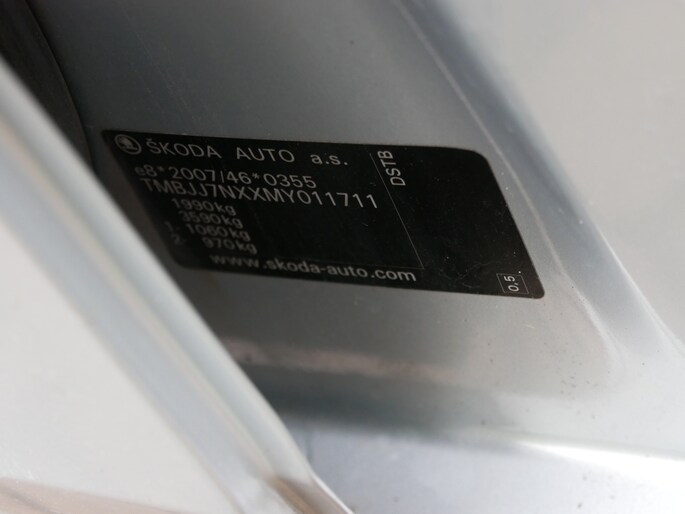 ŠKODA AUTO a.s.
e8*2007/46*0355
TMBJJ7NXXMY011711
1990kg
3590kg
1- 1060kg
2- 970kg
www.skoda-auto.com
DSTB
0.5